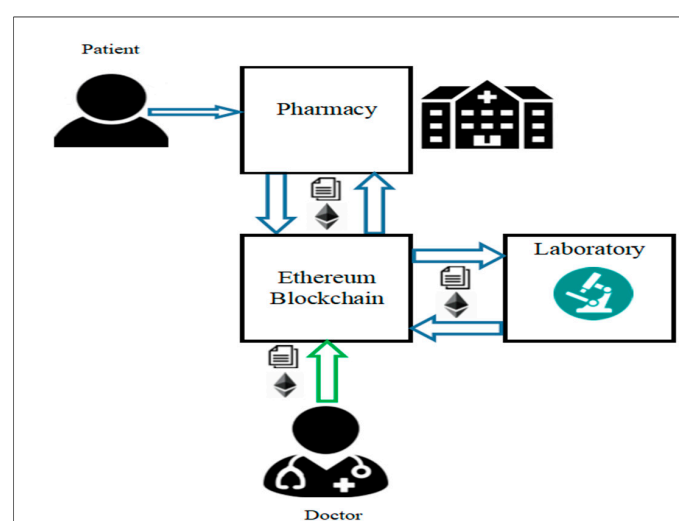 Patient
Pharmacy
Ethereum
Blockchain
Laboratory
Doctor